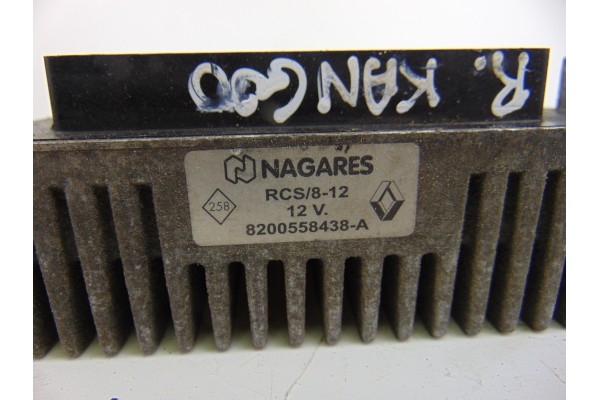 R. KANGOO
NAGARES
RCS/8-12
258
12 V.
8200558438-A